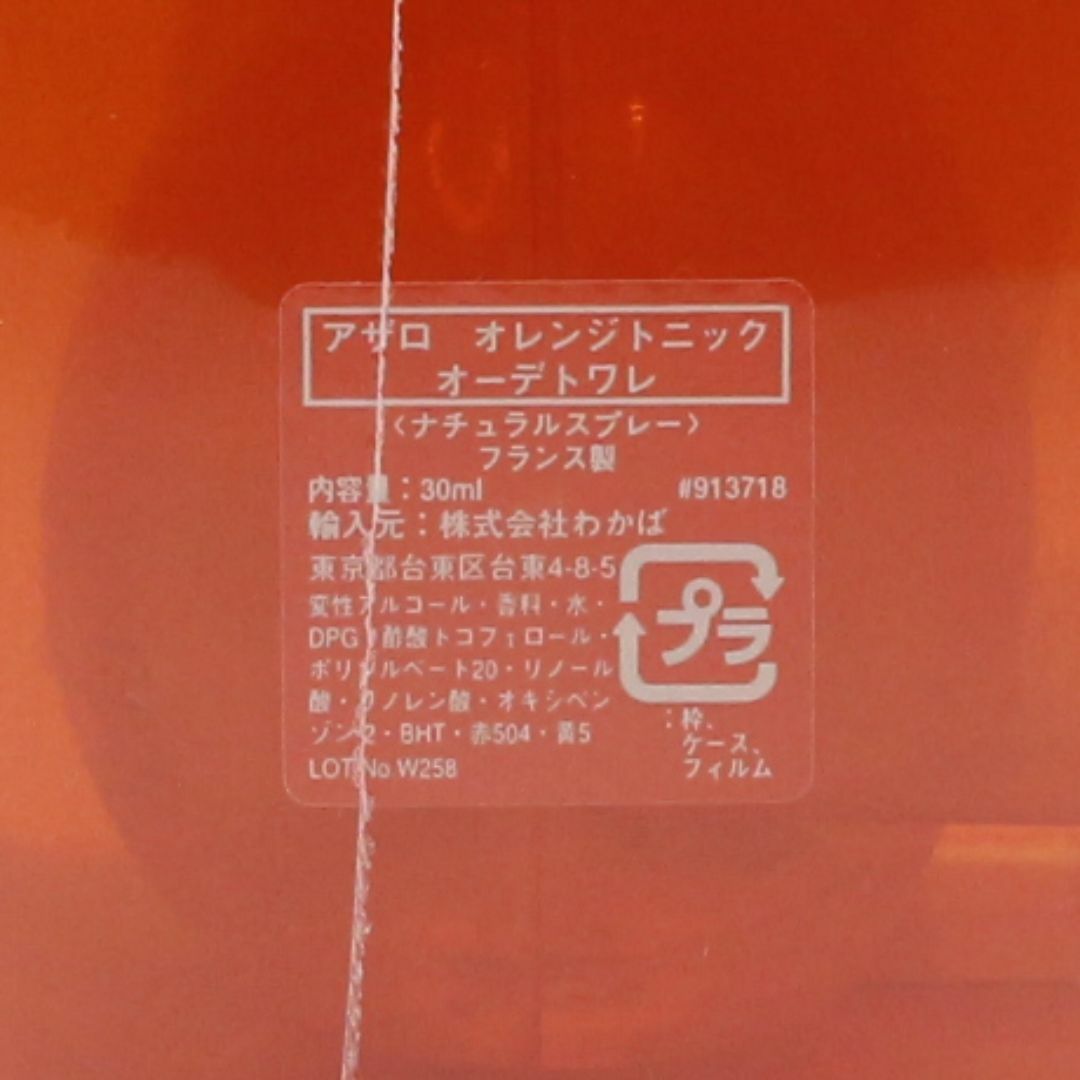 アザロ オレンジトニック
オーデトワレ
〈ナチュラルスプレー〉
フランス製
内容量：30ml #913718
輸入元：株式会社わかば
東京都台東区台東4-8-5
変性アルコール・香料・水・
DPG・酢酸トコフェロール・
ポリソルベート20・リノール
酸・リノレン酸・オキシベン
ゾン2・BHT・赤504・黄5
LOT No.W258
プラ
：枠、
ケース、
フィルム